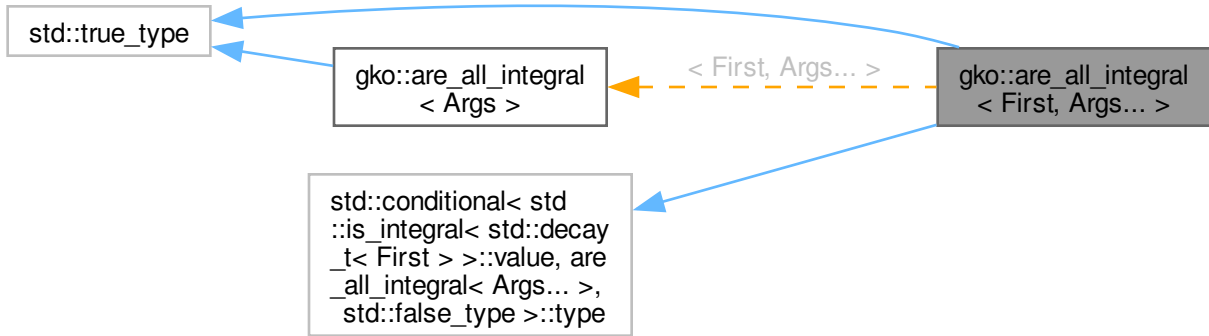 std::true_type
gko::are_all_integral
< Args >
< First, Args... >
gko::are_all_integral
< First, Args... >
std::conditional< std
::is_integral< std::decay
_t< First > >::value, are
_all_integral< Args... >,
std::false_type >::type